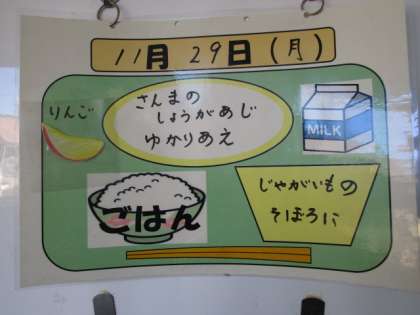 11月29日(月)
りんご
さんまの
しょうがあじ
ゆかりあえ
MILK
ごはん
じゃがいもの
そぼろに